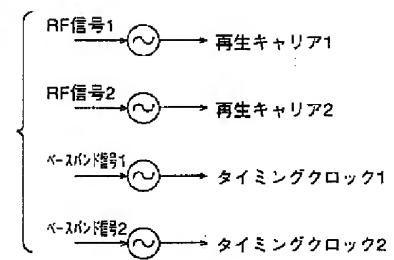 RF信号1
再生キャリア1
RF信号2
再生キャリア2
ベースバンド信号1
タイミングクロック1
ベースバンド信号2
タイミングクロック2